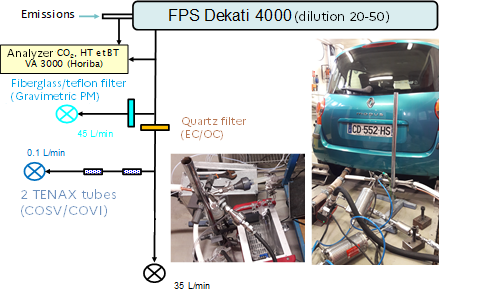 Emissions
FPS Dekati 4000 (dilution 20-50)
Analyzer CO₂, HT et BT
VA 3000 (Horiba)
Fiberglass/teflon filter
(Gravimetric PM)
45 L/min
Quartz filter
(EC/OC)
0.1 L/min
2 TENAX tubes
(COSV/COVI)
35 L/min
CD 552 HS